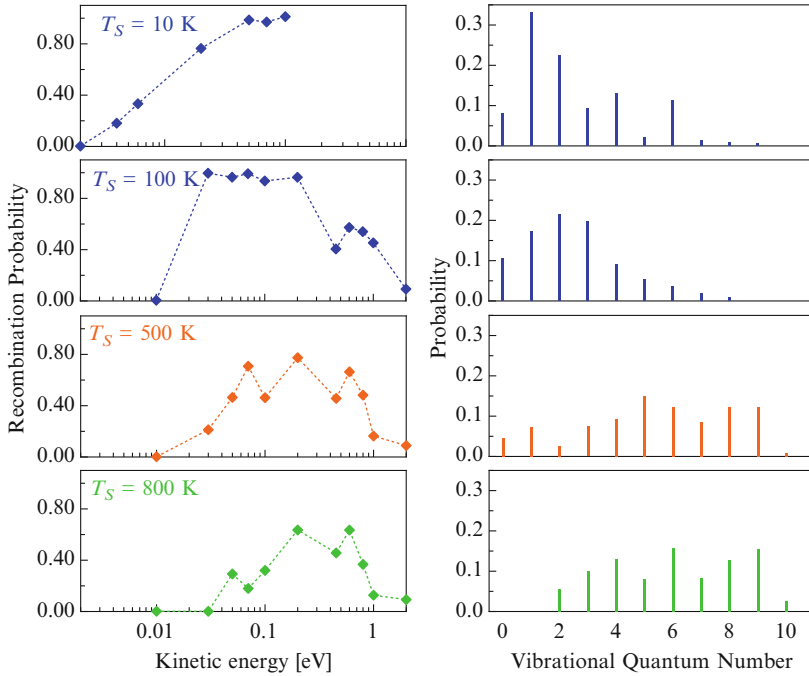 T_S = 10 K
1.00
0.40
0.00
T_S = 100 K
0.80
0.40
0.00
T_S = 500 K
0.80
0.40
0.00
T_S = 800 K
0.80
0.40
0.00
0.01 0.1 1
Kinetic energy [eV]
Recombination Probability
0.3
0.2
0.1
0.0
0.3
0.2
0.1
0.0
0.3
0.2
0.1
0.0
0.3
0.2
0.1
0.0
0 2 4 6 8 10
Vibrational Quantum Number
Probability